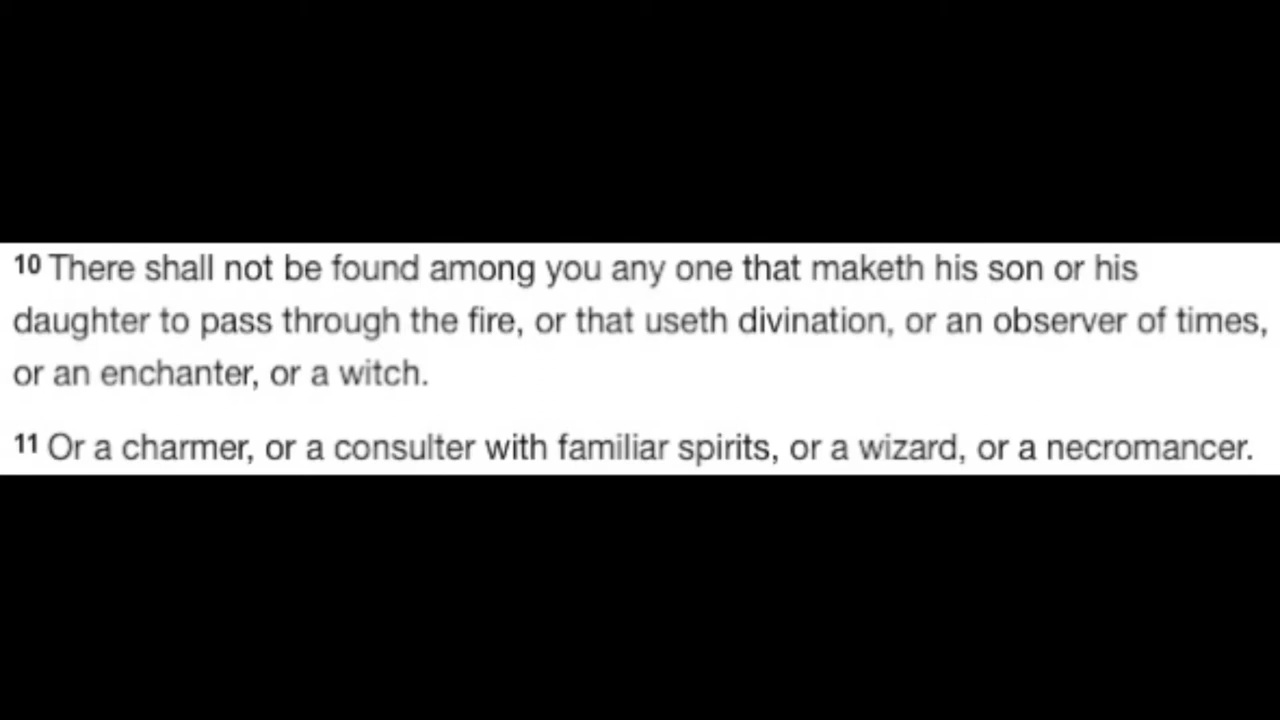 10 There shall not be found among you any one that maketh his son or his
daughter to pass through the fire, or that useth divination, or an observer of times,
or an enchanter, or a witch.
11 Or a charmer, or a consulter with familiar spirits, or a wizard, or a necromancer.